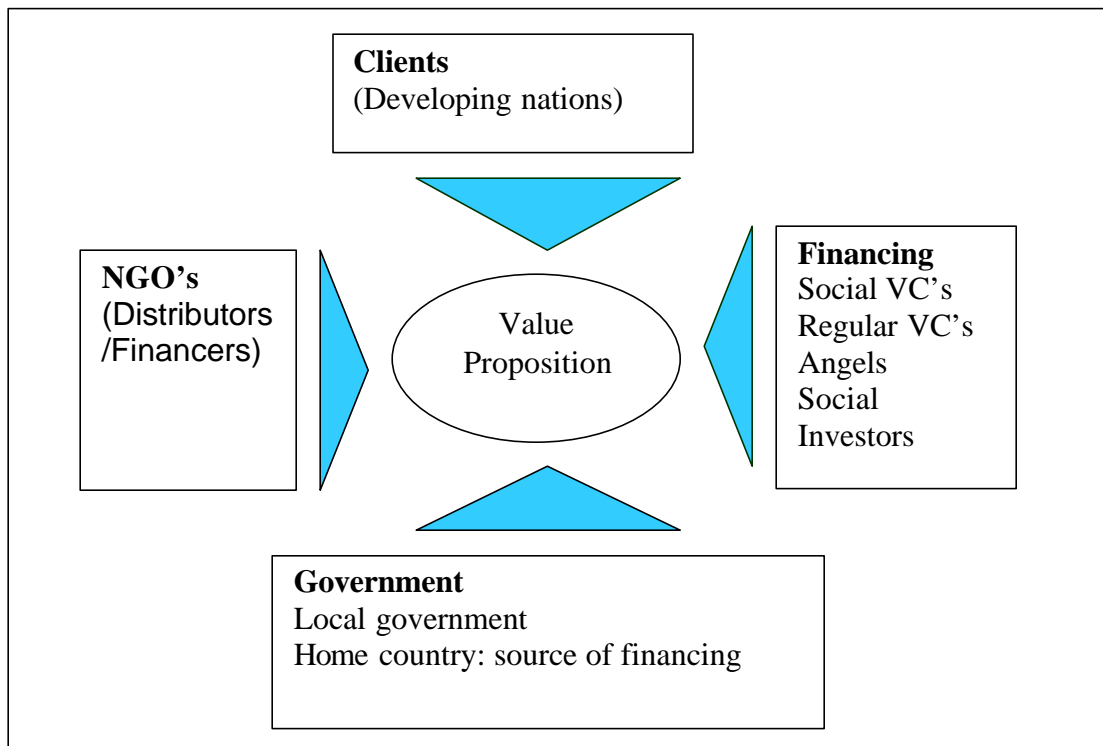 Clients
(Developing nations)
NGO’s
(Distributors
/Financers)
Value
Proposition
Financing
Social VC’s
Regular VC’s
Angels
Social
Investors
Government
Local government
Home country: source of financing